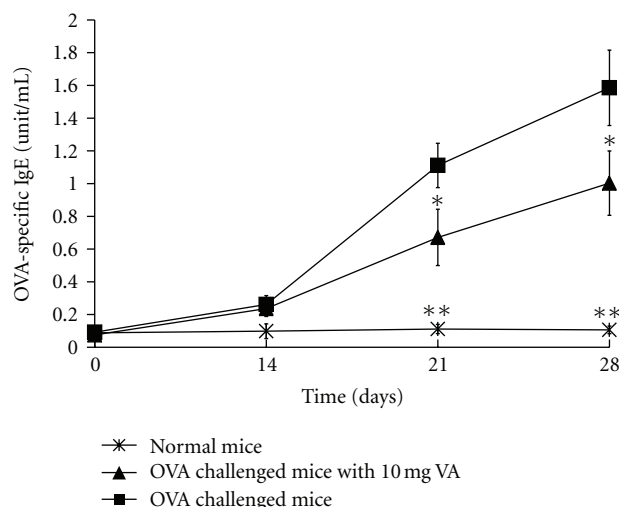 2
1.8
1.6
1.4
1.2
1
0.8
0.6
0.4
0.2
0
OVA-specific IgE (unit/mL)
*
*
**
**
0 14 21 28
Time (days)
Normal mice
OVA challenged mice with 10 mg VA
OVA challenged mice